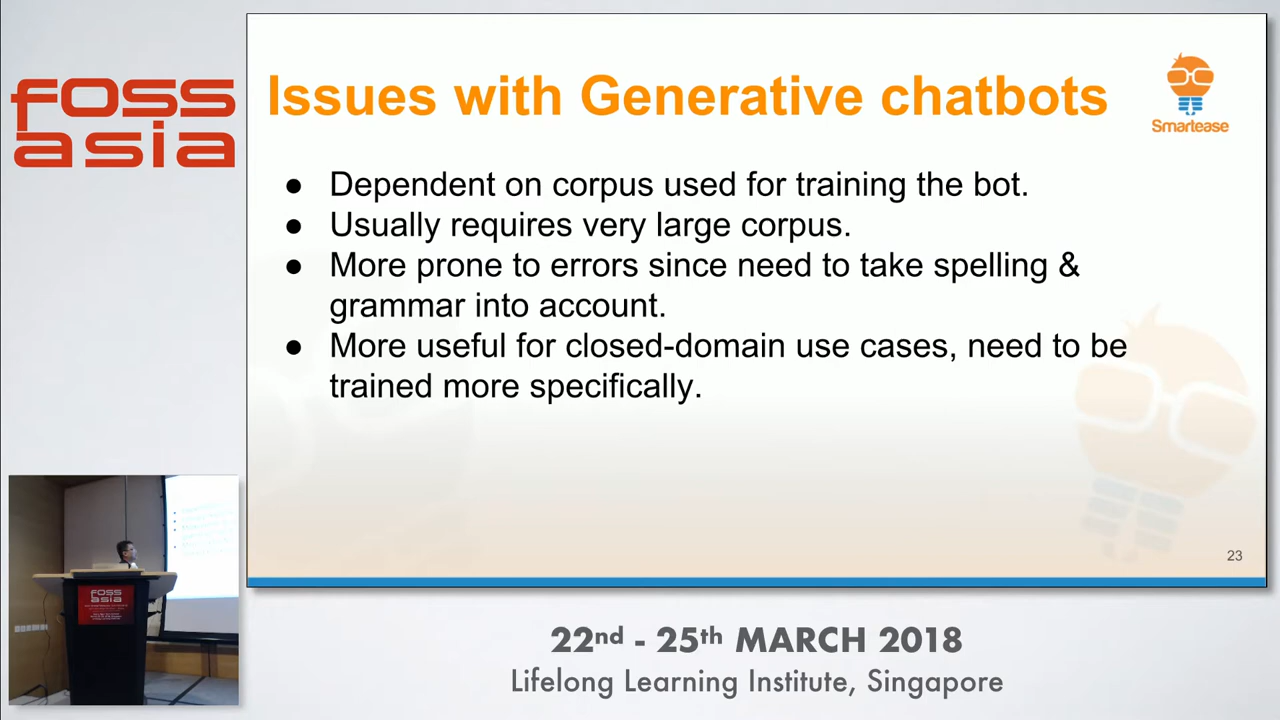 foss
asia
Issues with Generative chatbots
Smartease
● Dependent on corpus used for training the bot.
● Usually requires very large corpus.
● More prone to errors since need to take spelling &
grammar into account.
● More useful for closed-domain use cases, need to be
trained more specifically.
23
foss
asia
22nd - 25th MARCH 2018
Lifelong Learning Institute, Singapore